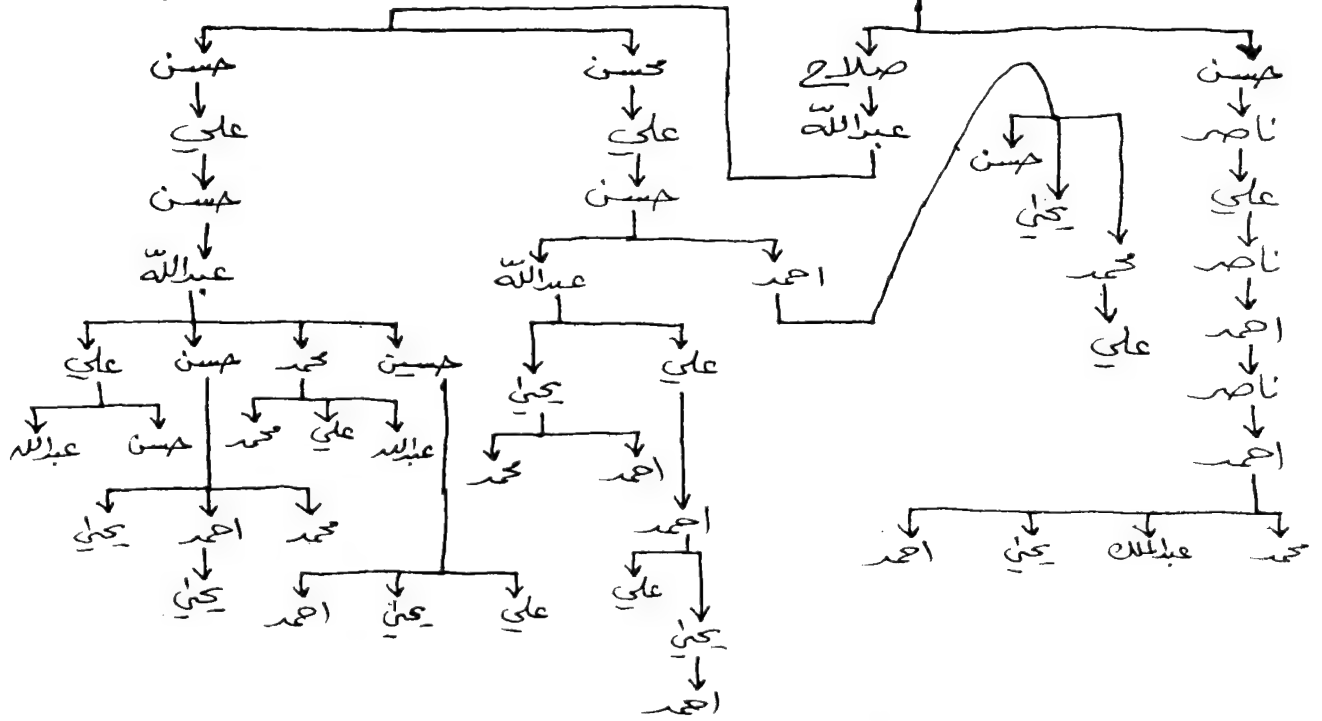 حسن صلاح محسن حسن
ناصر عبدالله علي علي
حسن
علي حسن حسن
يحيى
ناصر محمد احمد عبدالله عبدالله
احمد علي
علي حسين محمد حسن علي
ناصر يحيى
عبدالله علي محمد حسن عبدالله
احمد احمد محمد
محمد عبدالملك يحيى احمد احمد محمد احمد يحيى
علي يحيى احمد علي يحيى
يحيى
احمد